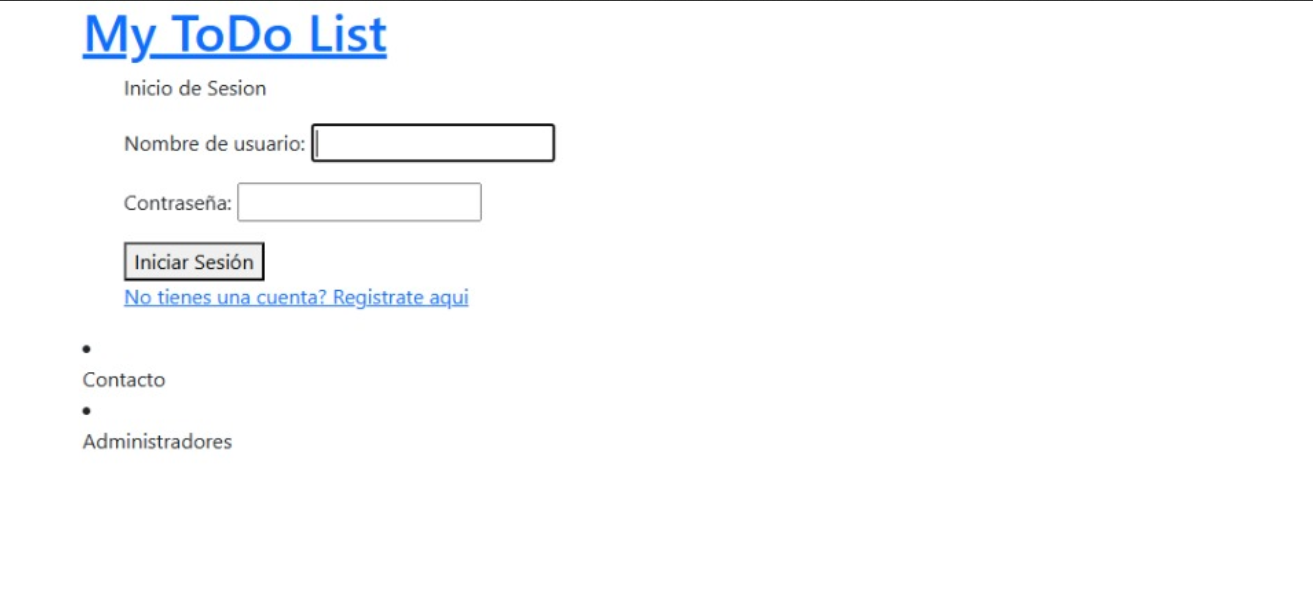 My ToDo List
Inicio de Sesion
Nombre de usuario:
Contraseña:
Iniciar Sesión
No tienes una cuenta? Registrate aqui
Contacto
Administradores